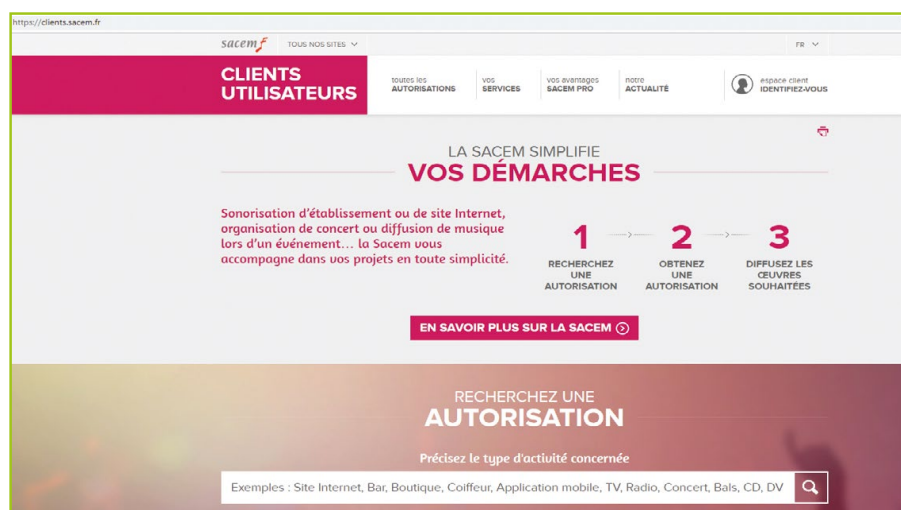 https://clients.sacem.fr
sacem TOUS NOS SITES FR
CLIENTS
UTILISATEURS
toutes les
AUTORISATIONS
vos
SERVICES
vos avantages
SACEM PRO
notre
ACTUALITÉ
espace client
IDENTIFIEZ-VOUS
LA SACEM SIMPLIFIE
VOS DÉMARCHES
Sonorisation d'établissement ou de site Internet,
organisation de concert ou diffusion de musique
lors d'un événement... la Sacem vous
accompagne dans vos projets en toute simplicité.
1
RECHERCHEZ
UNE
AUTORISATION
2
OBTENEZ
UNE
AUTORISATION
3
DIFFUSEZ LES
ŒUVRES
SOUHAITÉES
EN SAVOIR PLUS SUR LA SACEM
RECHERCHEZ UNE
AUTORISATION
Précisez le type d'activité concernée
Exemples : Site Internet, Bar, Boutique, Coiffeur, Application mobile, TV, Radio, Concert, Bals, CD, DV